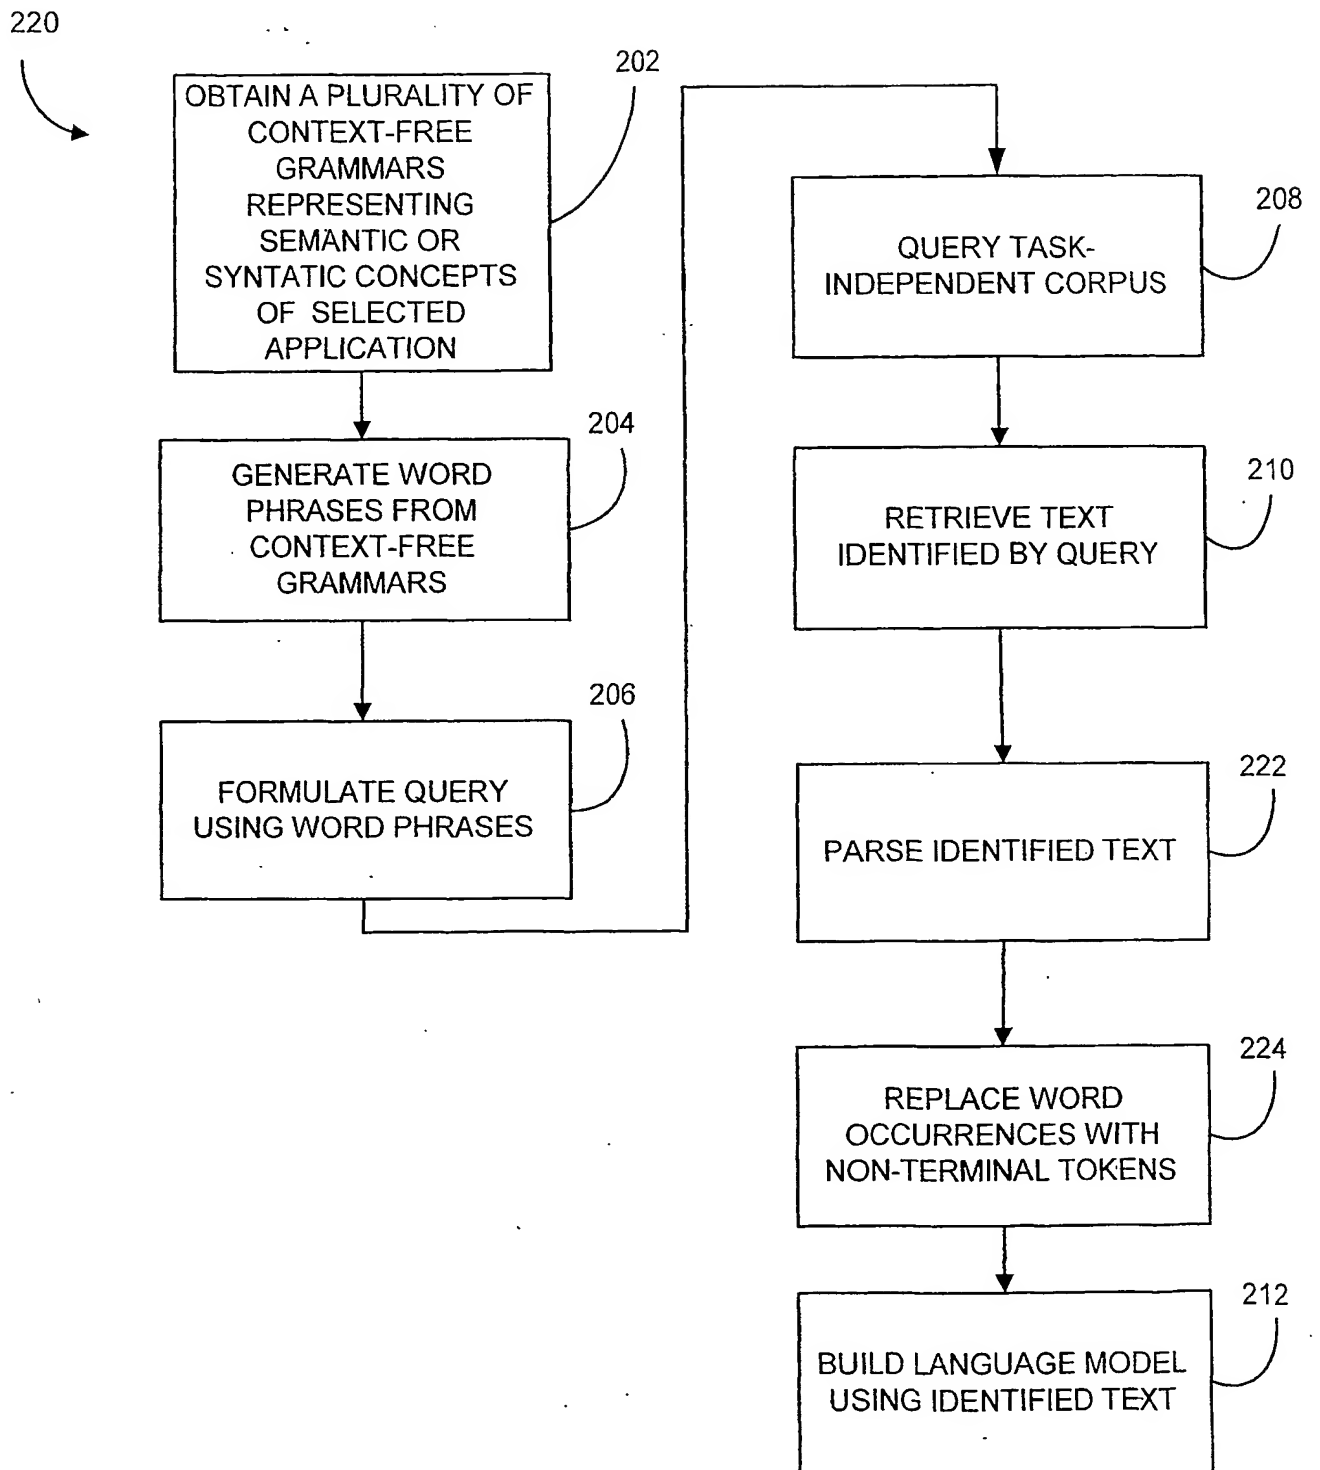 220
202
OBTAIN A PLURALITY OF
CONTEXT-FREE
GRAMMARS
REPRESENTING
SEMANTIC OR
SYNTATIC CONCEPTS
OF SELECTED
APPLICATION
204
GENERATE WORD
PHRASES FROM
CONTEXT-FREE
GRAMMARS
206
FORMULATE QUERY
USING WORD PHRASES
208
QUERY TASK-
INDEPENDENT CORPUS
210
RETRIEVE TEXT
IDENTIFIED BY QUERY
222
PARSE IDENTIFIED TEXT
224
REPLACE WORD
OCCURRENCES WITH
NON-TERMINAL TOKENS
212
BUILD LANGUAGE MODEL
USING IDENTIFIED TEXT